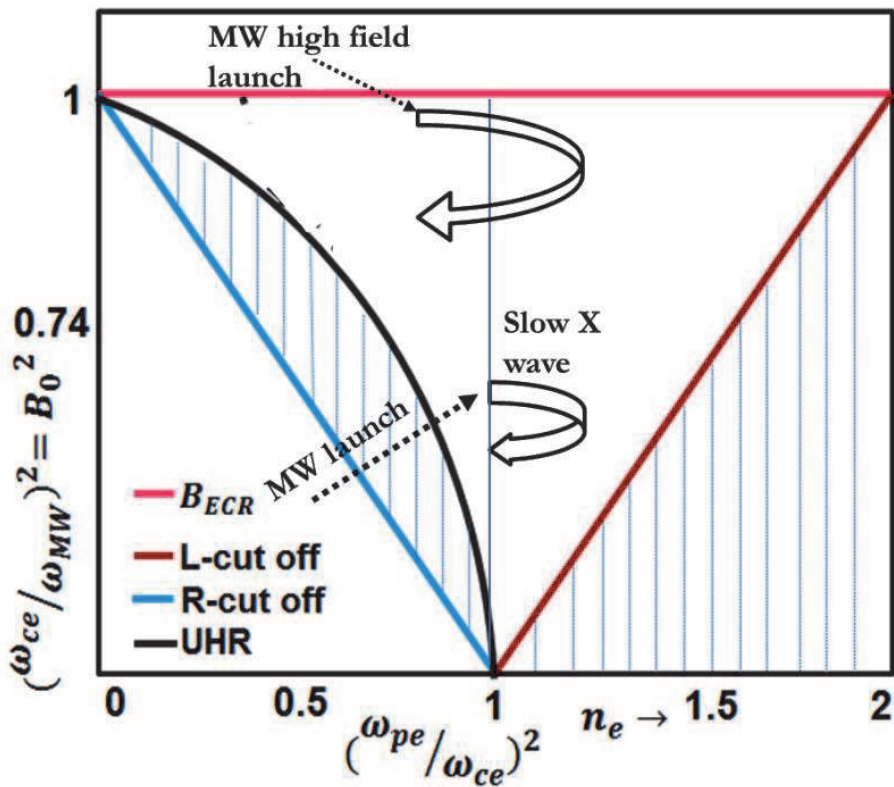 MW high field
launch
1
0.74
Slow X
wave
MW launch
(ω_ce/ω_MW)^2 = B_0^2
B_ECR
L-cut off
R-cut off
UHR
0 0.5 1 n_e → 1.5 2
(ω_pe/ω_ce)^2